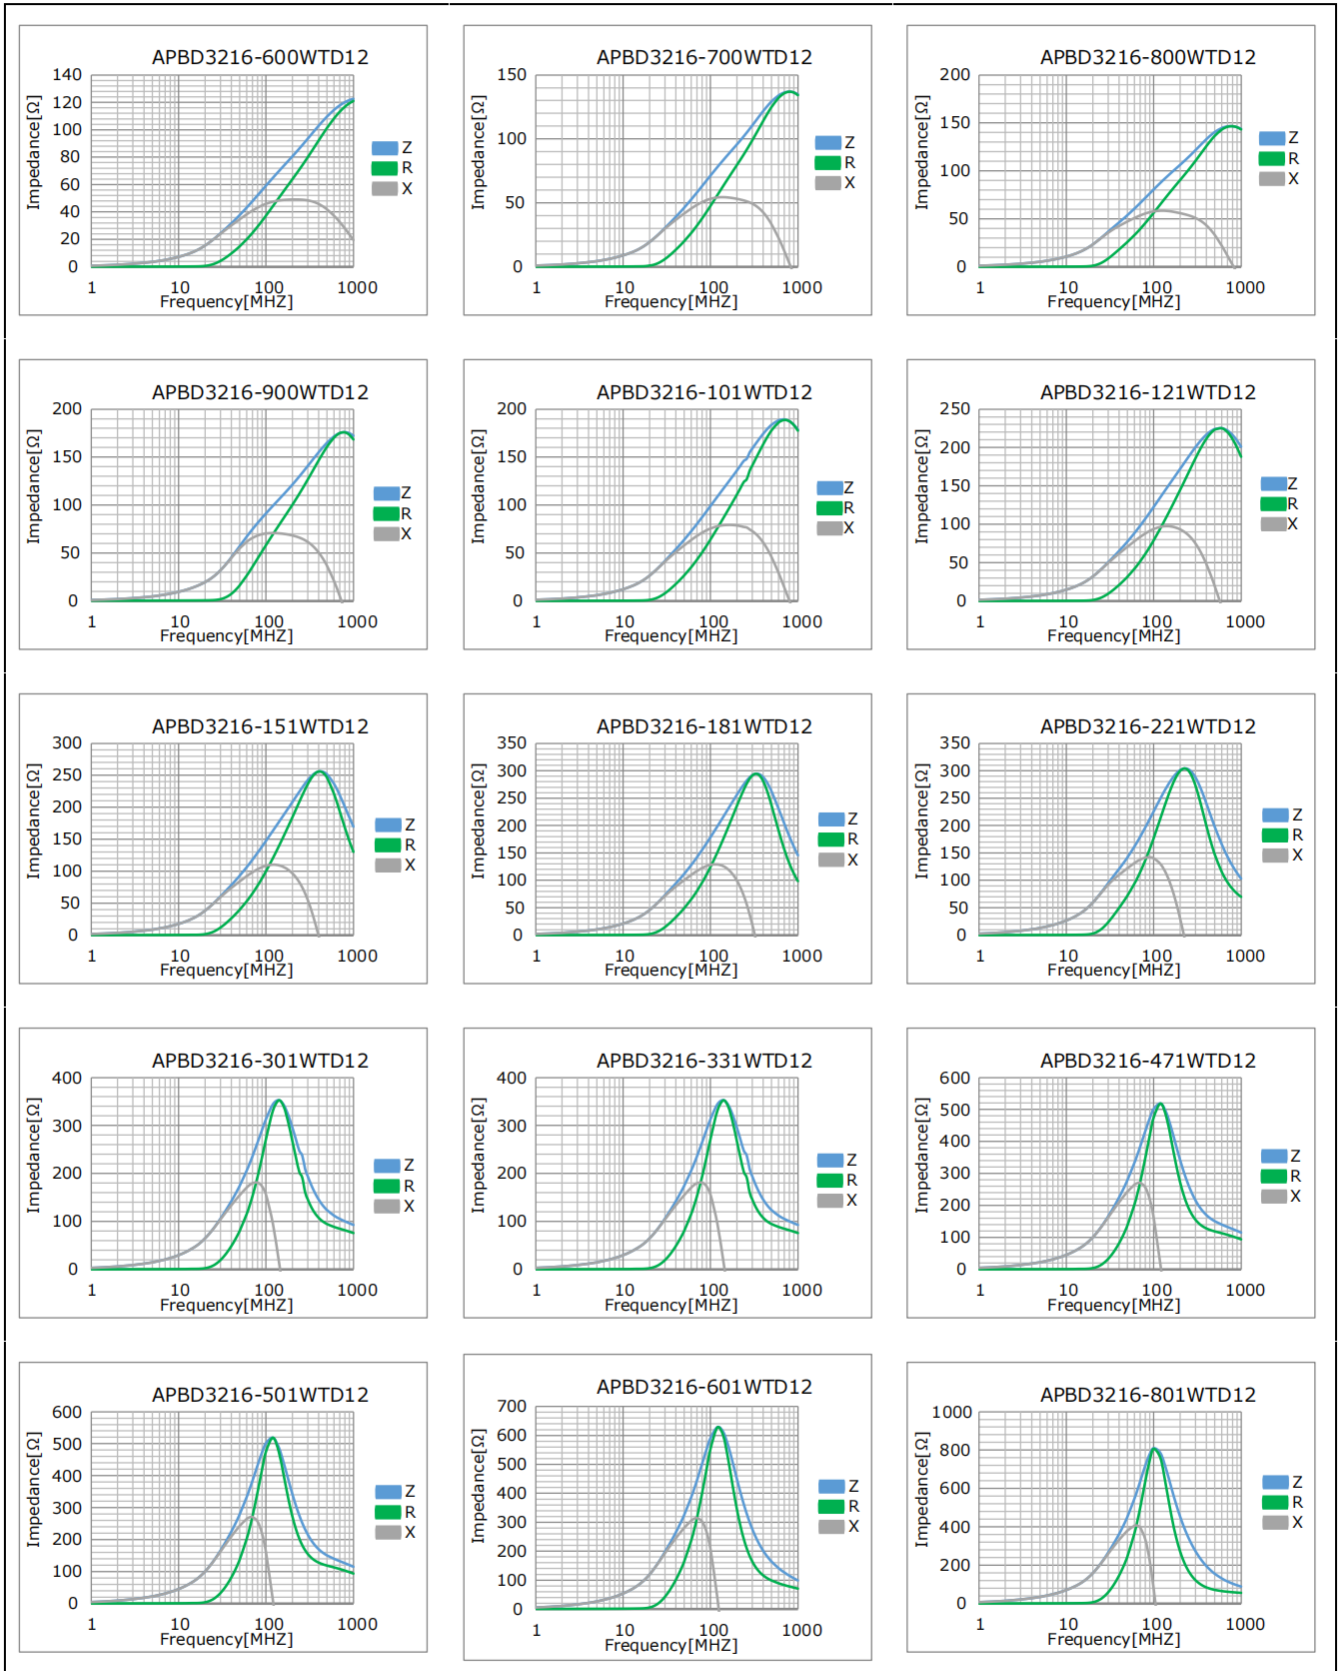 APBD3216-600WTD12
Impedance[Ω]
140
120
100
80
60
40
20
0
1 10 100 1000
Frequency[MHZ]
Z
R
X
APBD3216-700WTD12
Impedance[Ω]
150
100
50
0
1 10 100 1000
Frequency[MHZ]
Z
R
X
APBD3216-800WTD12
Impedance[Ω]
200
150
100
50
0
1 10 100 1000
Frequency[MHZ]
Z
R
X
APBD3216-900WTD12
Impedance[Ω]
200
150
100
50
0
1 10 100 1000
Frequency[MHZ]
Z
R
X
APBD3216-101WTD12
Impedance[Ω]
200
150
100
50
0
1 10 100 1000
Frequency[MHZ]
Z
R
X
APBD3216-121WTD12
Impedance[Ω]
250
200
150
100
50
0
1 10 100 1000
Frequency[MHZ]
Z
R
X
APBD3216-151WTD12
Impedance[Ω]
300
250
200
150
100
50
0
1 10 100 1000
Frequency[MHZ]
Z
R
X
APBD3216-181WTD12
Impedance[Ω]
350
300
250
200
150
100
50
0
1 10 100 1000
Frequency[MHZ]
Z
R
X
APBD3216-221WTD12
Impedance[Ω]
350
300
250
200
150
100
50
0
1 10 100 1000
Frequency[MHZ]
Z
R
X
APBD3216-301WTD12
Impedance[Ω]
400
300
200
100
0
1 10 100 1000
Frequency[MHZ]
Z
R
X
APBD3216-331WTD12
Impedance[Ω]
400
300
200
100
0
1 10 100 1000
Frequency[MHZ]
Z
R
X
APBD3216-471WTD12
Impedance[Ω]
600
500
400
300
200
100
0
1 10 100 1000
Frequency[MHZ]
Z
R
X
APBD3216-501WTD12
Impedance[Ω]
600
500
400
300
200
100
0
1 10 100 1000
Frequency[MHZ]
Z
R
X
APBD3216-601WTD12
Impedance[Ω]
700
600
500
400
300
200
100
0
1 10 100 1000
Frequency[MHZ]
Z
R
X
APBD3216-801WTD12
Impedance[Ω]
1000
800
600
400
200
0
1 10 100 1000
Frequency[MHZ]
Z
R
X